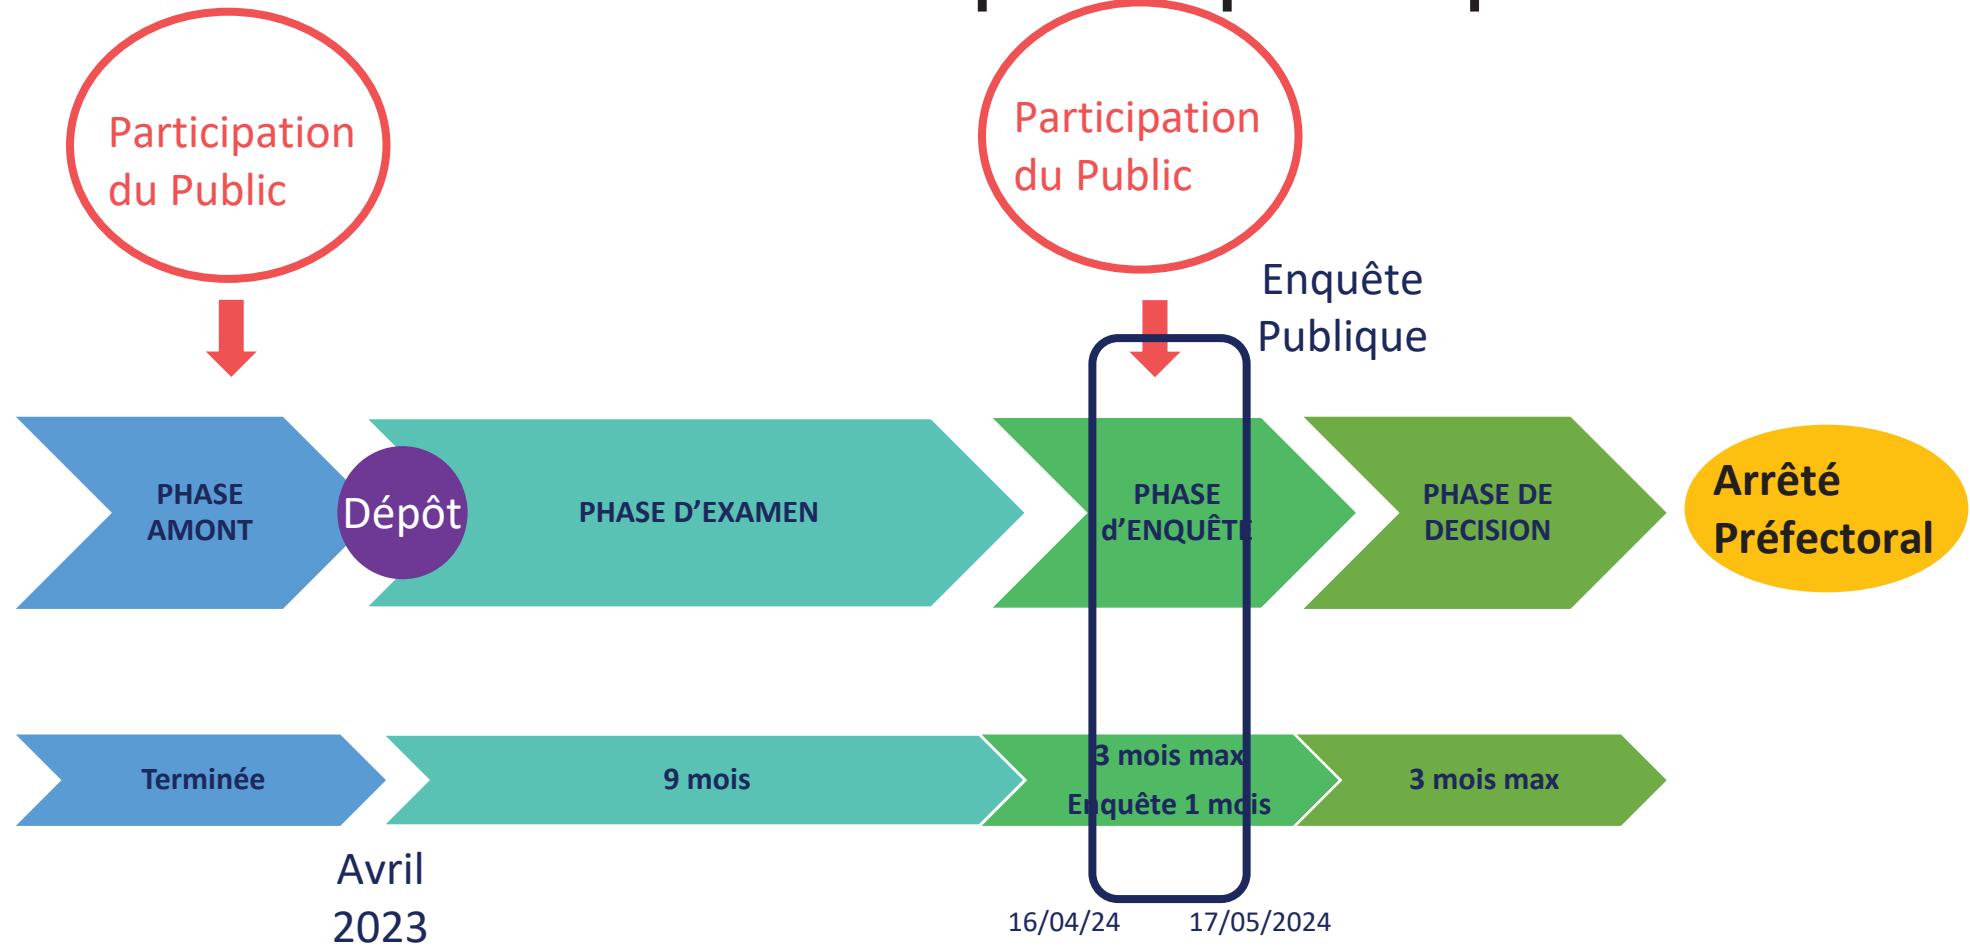 Participation
du Public
Participation
du Public
Enquête
Publique
PHASE
AMONT
Dépôt
PHASE D'EXAMEN
PHASE
d'ENQUÊTE
PHASE DE
DECISION
Arrêté
Préfectoral
Terminée
9 mois
3 mois max
Enquête 1 mois
3 mois max
Avril
2023
16/04/24
17/05/2024